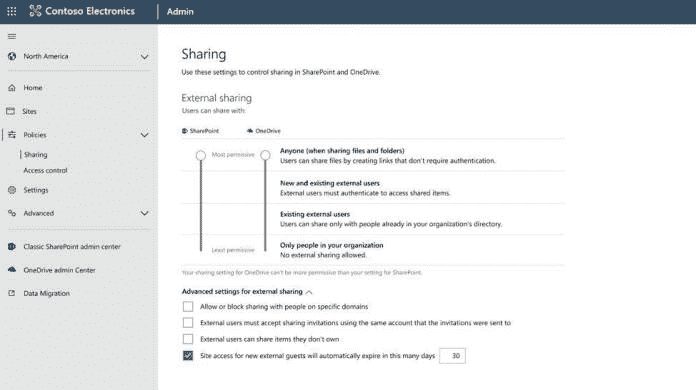 Contoso Electronics
Admin
North America
Home
Sites
Policies
Sharing
Access control
Settings
Advanced
Classic SharePoint admin center
OneDrive admin Center
Data Migration
Sharing
Use these settings to control sharing in SharePoint and OneDrive.
External sharing
Users can share with:
SharePoint
OneDrive
Most permissive
Anyone (when sharing files and folders)
Users can share files by creating links that don't require authentication.
New and existing external users
External users must authenticate to access shared items.
Existing external users
Users can share only with people already in your organization's directory.
Only people in your organization
Least permissive
No external sharing allowed.
Your sharing setting for OneDrive can't be more permissive than your setting for SharePoint.
Advanced settings for external sharing
Allow or block sharing with people on specific domains
External users must accept sharing invitations using the same account that the invitations were sent to
External users can share items they don't own
Site access for new external guests will automatically expire in this many days 30